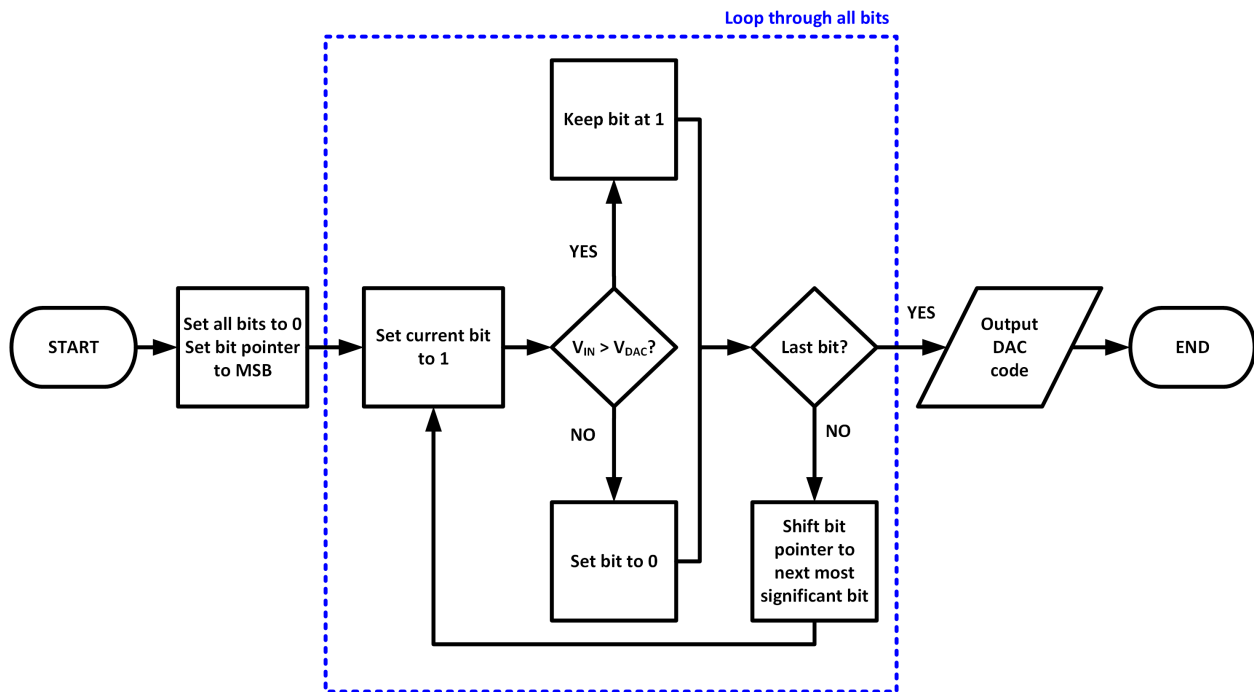 Loop through all bits
START
Set all bits to 0
Set bit pointer
to MSB
Set current bit
to 1
V_IN > V_DAC?
YES
Keep bit at 1
NO
Set bit to 0
Last bit?
NO
Shift bit
pointer to
next most
significant bit
YES
Output
DAC
code
END